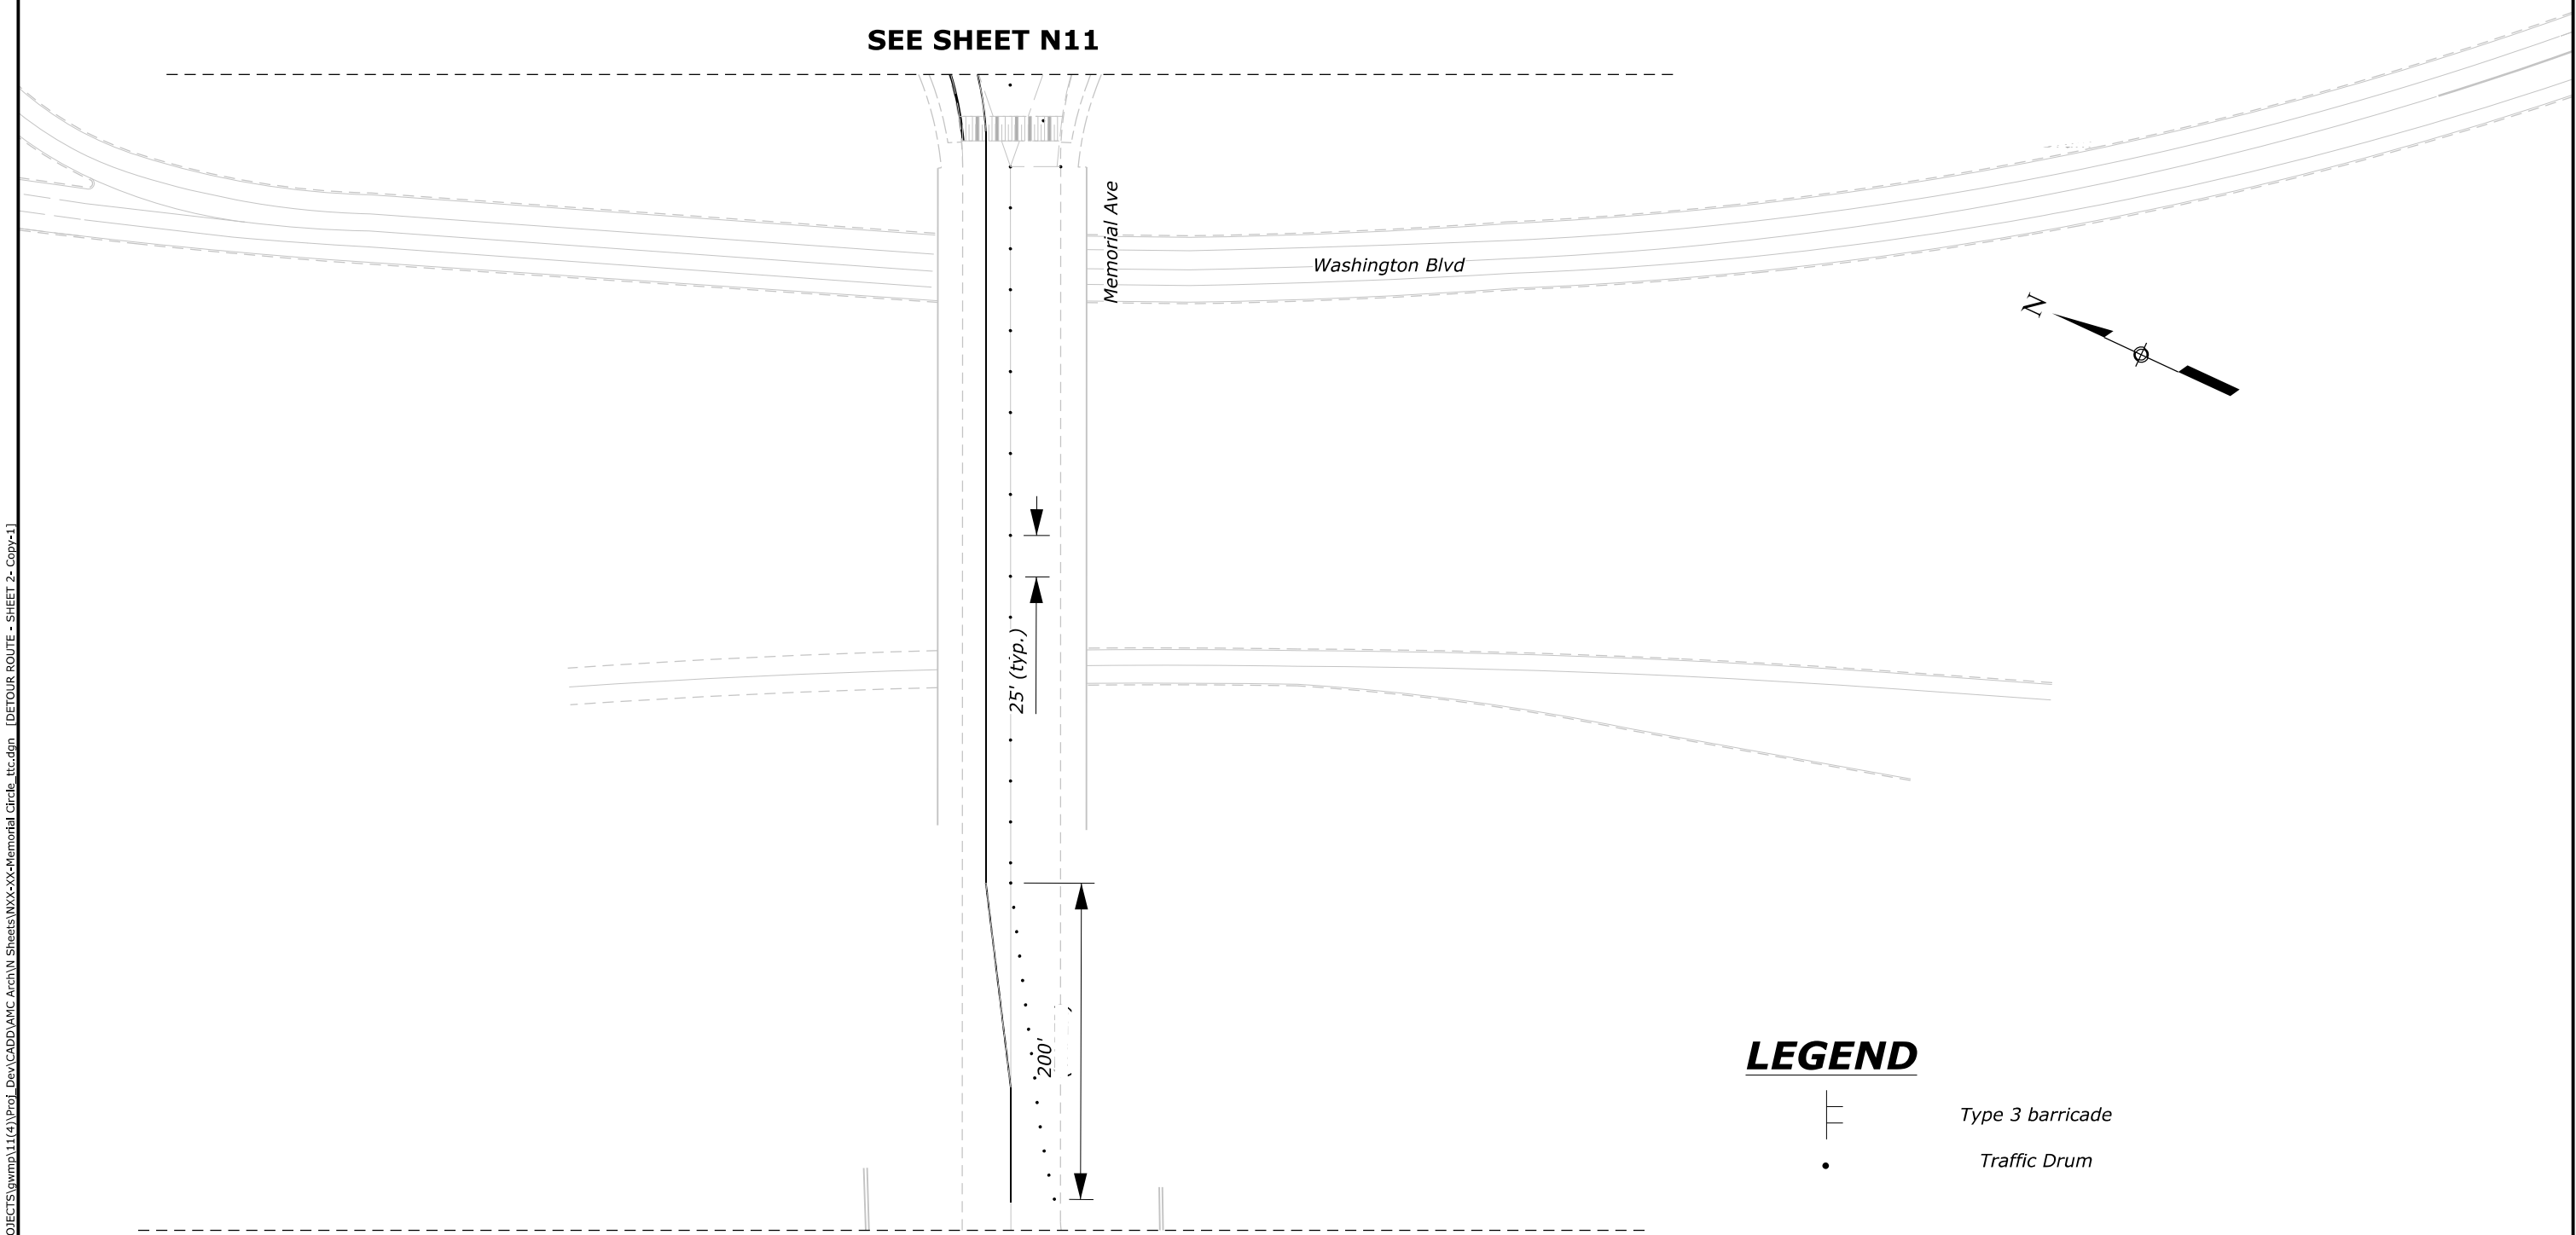 SEE SHEET N11
Memorial Ave
Washington Blvd
N
25' (typ.)
200'
LEGEND
Type 3 barricade
Traffic Drum
OJECTS\gwmp\11(4)\Proj_Dev\CADD\AMC Arch\N Sheets\NXX-XX-Memorial Circle_ttc.dgn [DETOUR ROUTE - SHEET 2- Copy-1]